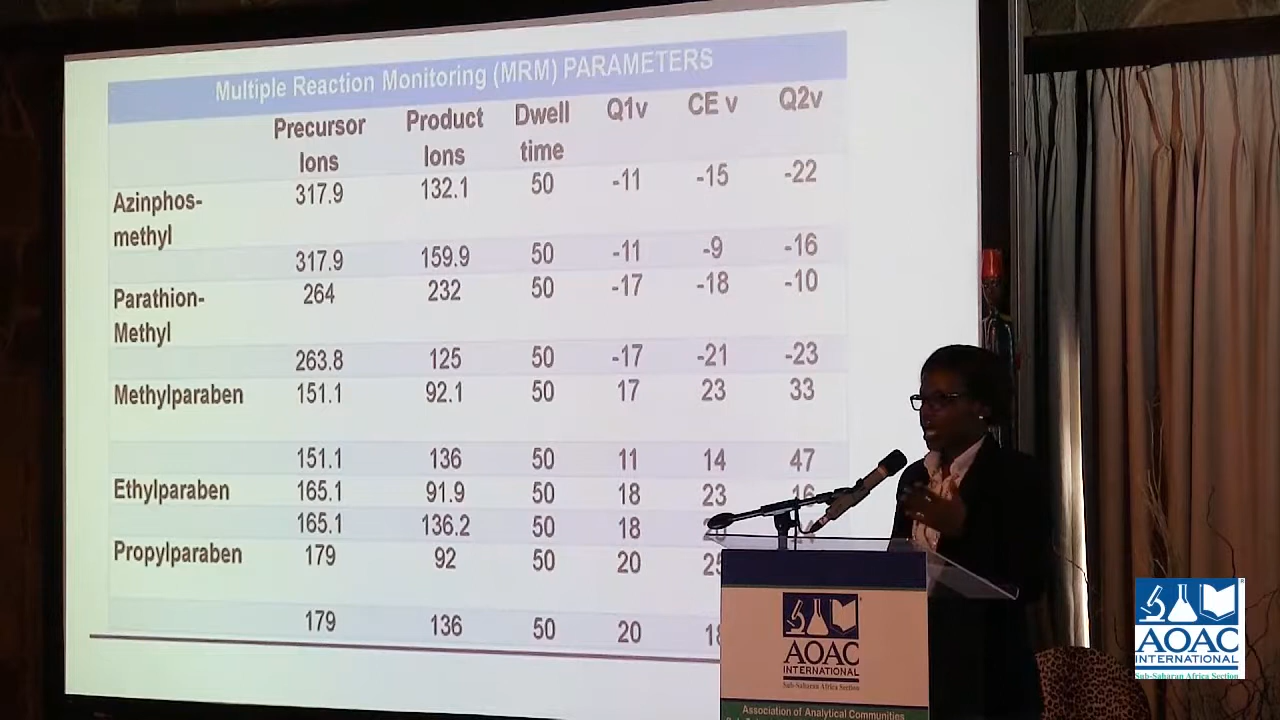 Multiple Reaction Monitoring (MRM) PARAMETERS
Precursor Ions Product Ions Dwell time Q1v CE v Q2v
Azinphos-methyl 317.9 132.1 50 -11 -15 -22
317.9 159.9 50 -11 -9 -16
Parathion-Methyl 264 232 50 -17 -18 -10
263.8 125 50 -17 -21 -23
Methylparaben 151.1 92.1 50 17 23 33
151.1 136 50 11 14 47
Ethylparaben 165.1 91.9 50 18 23 16
165.1 136.2 50 18
Propylparaben 179 92 50 20
179 136 50 20
AOAC
INTERNATIONAL
Sub-Saharan Africa Section
Association of Analytical Communities
AOAC
INTERNATIONAL
Sub-Saharan Africa Section